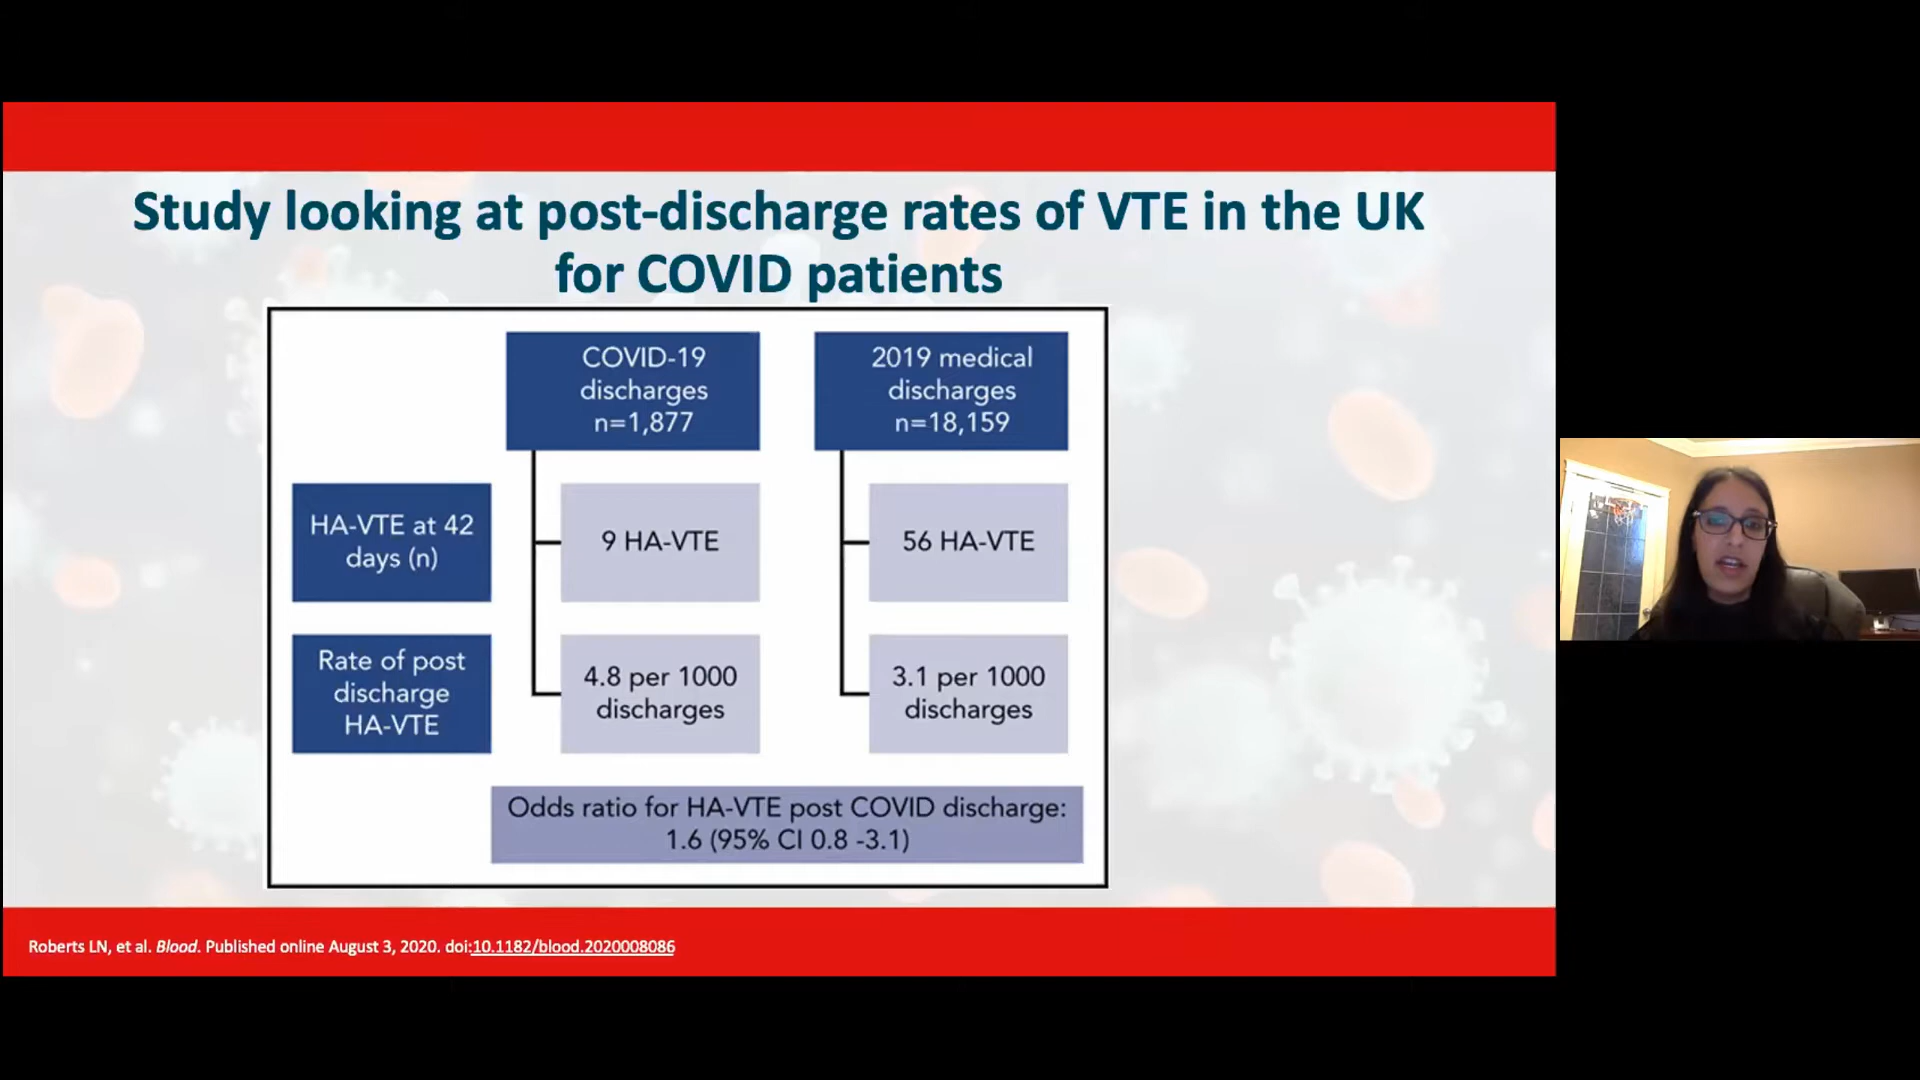 Study looking at post-discharge rates of VTE in the UK
for COVID patients
COVID-19
discharges
n=1,877
2019 medical
discharges
n=18,159
HA-VTE at 42
days (n)
9 HA-VTE
56 HA-VTE
Rate of post
discharge
HA-VTE
4.8 per 1000
discharges
3.1 per 1000
discharges
Odds ratio for HA-VTE post COVID discharge:
1.6 (95% CI 0.8 -3.1)
Roberts LN, et al. Blood. Published online August 3, 2020. doi:10.1182/blood.2020008086